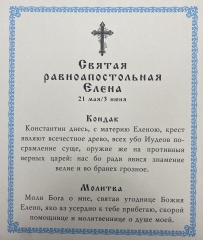 Святая
равноапостольная
Елена
21 мая/3 июня
Кондак
Константин днесь, с материю Еленою, крест
являют всечестное древо, всех убо Иудеов по-
срамление суще, оружие же на противныя
верных царей: нас бо ради явися знамение
велие и во бранех грозное.
Молитва
Моли Бога о мне, святая угоднице Божия
Елено, яко аз усердно к тебе прибегаю, скорой
помощнице и молитвеннице о душе моей.